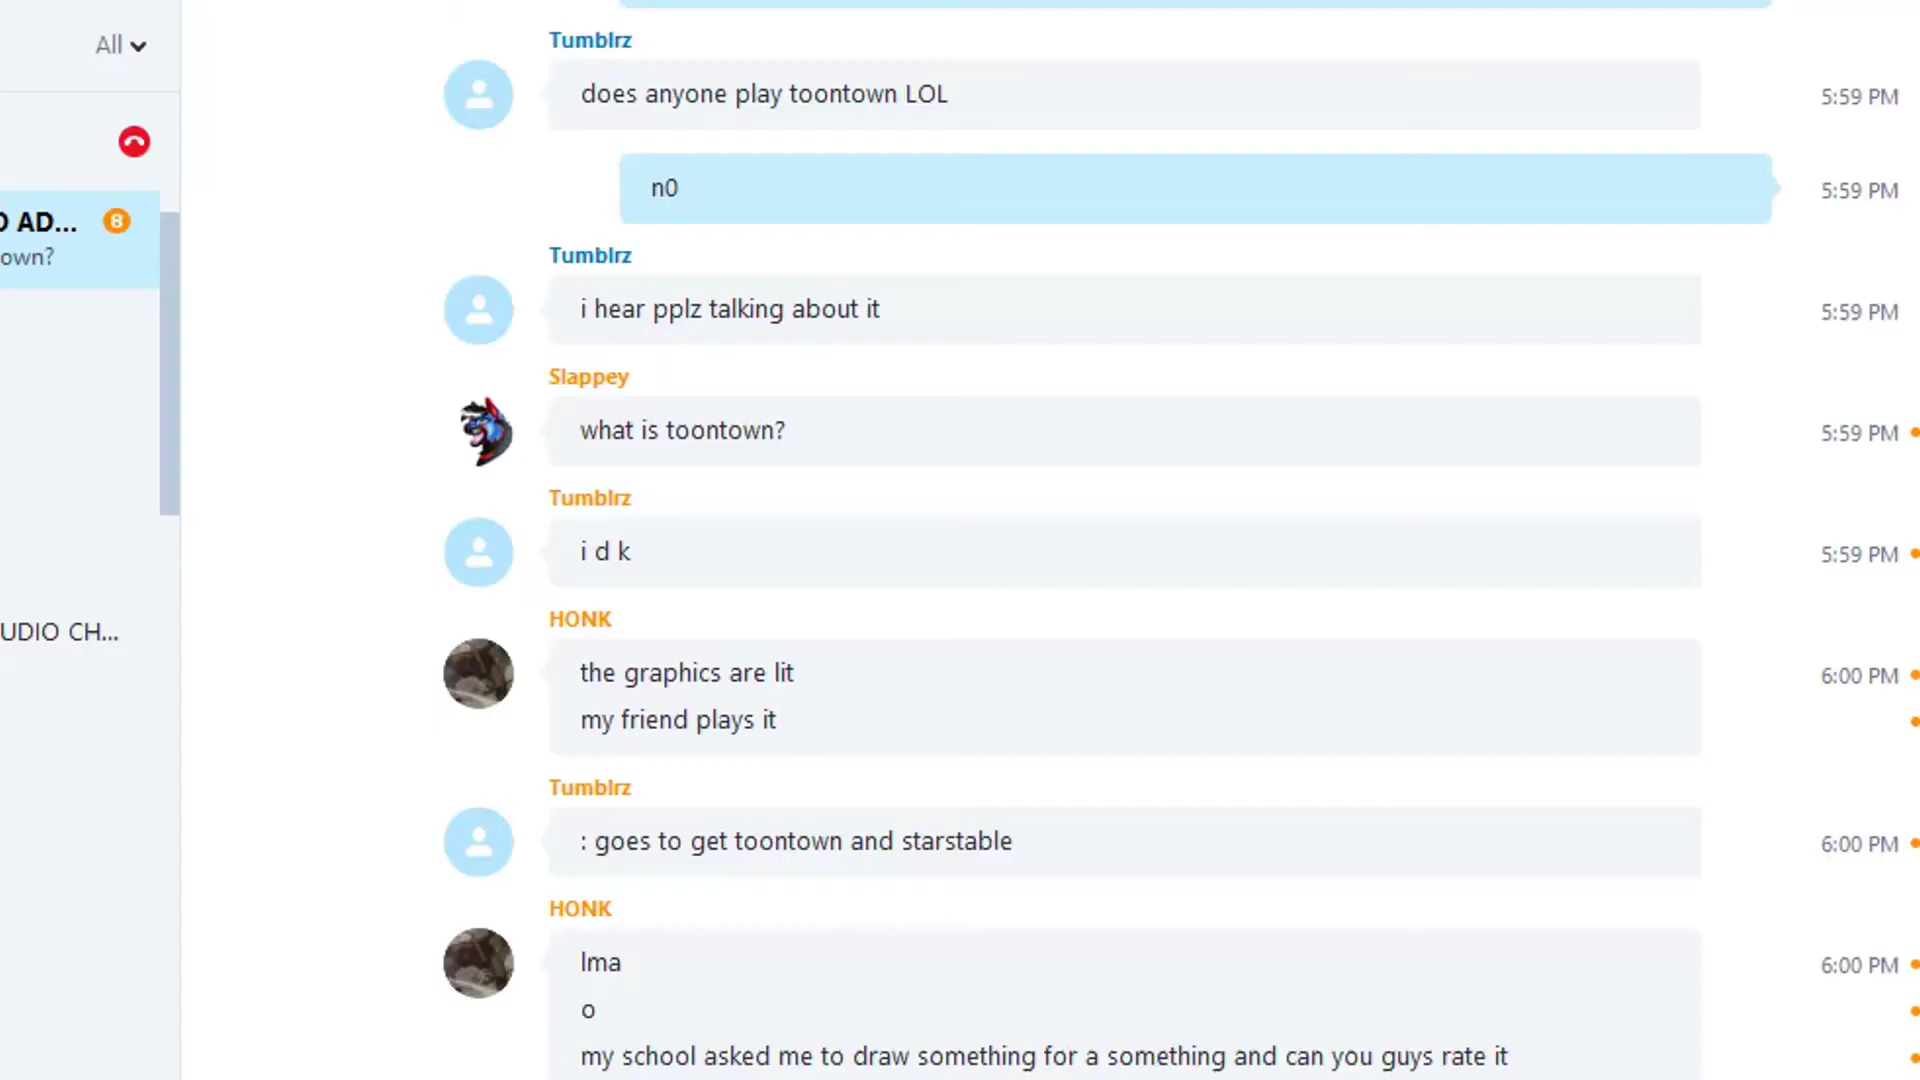 All
Tumblrz
does anyone play toontown LOL
5:59 PM
n0
5:59 PM
O AD...
8
own?
Tumblrz
i hear pplz talking about it
5:59 PM
Slappey
what is toontown?
5:59 PM
Tumblrz
i d k
5:59 PM
UDIO CH...
HONK
the graphics are lit
6:00 PM
my friend plays it
Tumblrz
: goes to get toontown and starstable
6:00 PM
HONK
lma
6:00 PM
o
my school asked me to draw something for a something and can you guys rate it